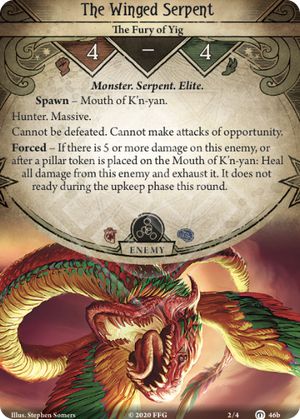 The Winged Serpent
The Fury of Yig
4 – 4
Monster. Serpent. Elite.
Spawn – Mouth of K'n-yan.
Hunter. Massive.
Cannot be defeated. Cannot make attacks of opportunity.
Forced – If there is 5 or more damage on this enemy, or
after a pillar token is placed on the Mouth of K'n-yan: Heal
all damage from this enemy and exhaust it. It does not
ready during the upkeep phase this round.
ENEMY
Illus. Stephen Somers © 2020 FFG 2/4 46b